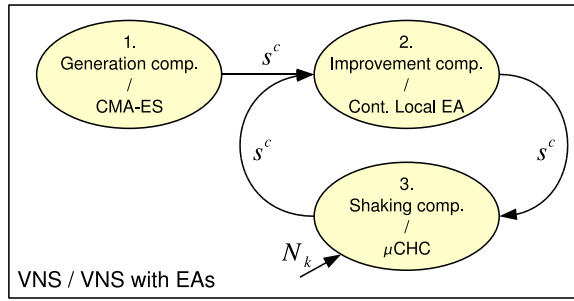 1.
Generation comp.
/
CMA-ES
s^c
2.
Improvement comp.
/
Cont. Local EA
s^c
s^c
3.
Shaking comp.
/
μCHC
N_k
VNS / VNS with EAs